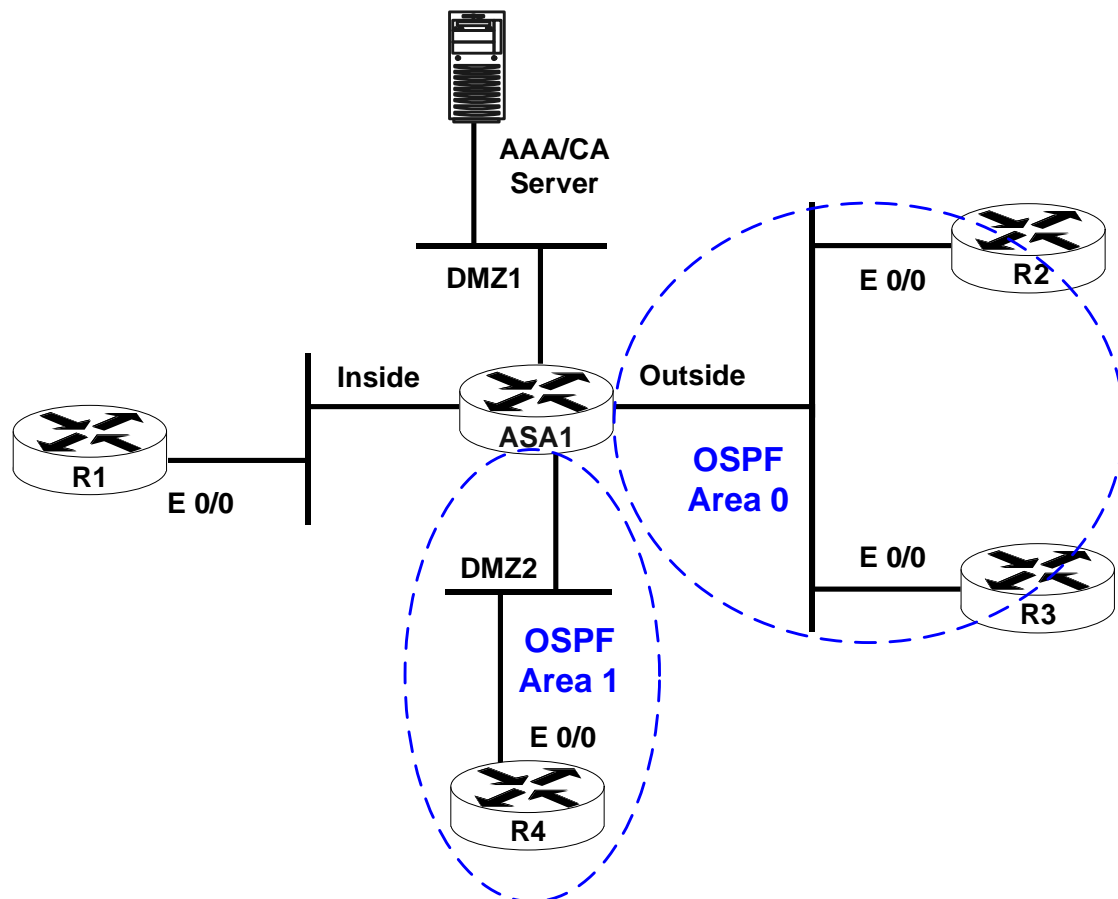 AAA/CA
Server
DMZ1
E 0/0
R2
Inside
Outside
ASA1
R1
E 0/0
OSPF
Area 0
DMZ2
E 0/0
R3
OSPF
Area 1
E 0/0
R4